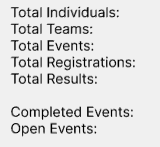 Total Individuals:
Total Teams:
Total Events:
Total Registrations:
Total Results:

Completed Events:
Open Events: